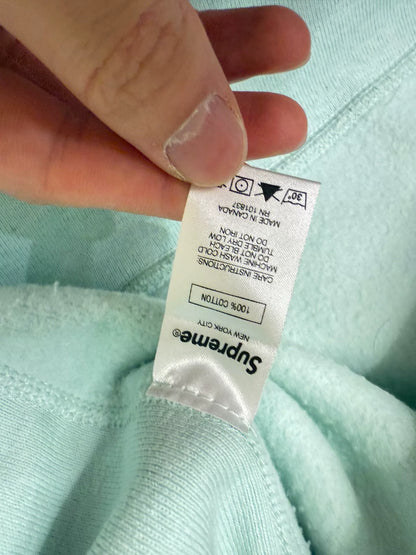 Supreme®
NEW YORK CITY
100% COTTON
CARE INSTRUCTIONS:
MACHINE WASH COLD
DO NOT BLEACH
TUMBLE DRY LOW
DO NOT IRON
RN 101837
MADE IN CANADA
30°